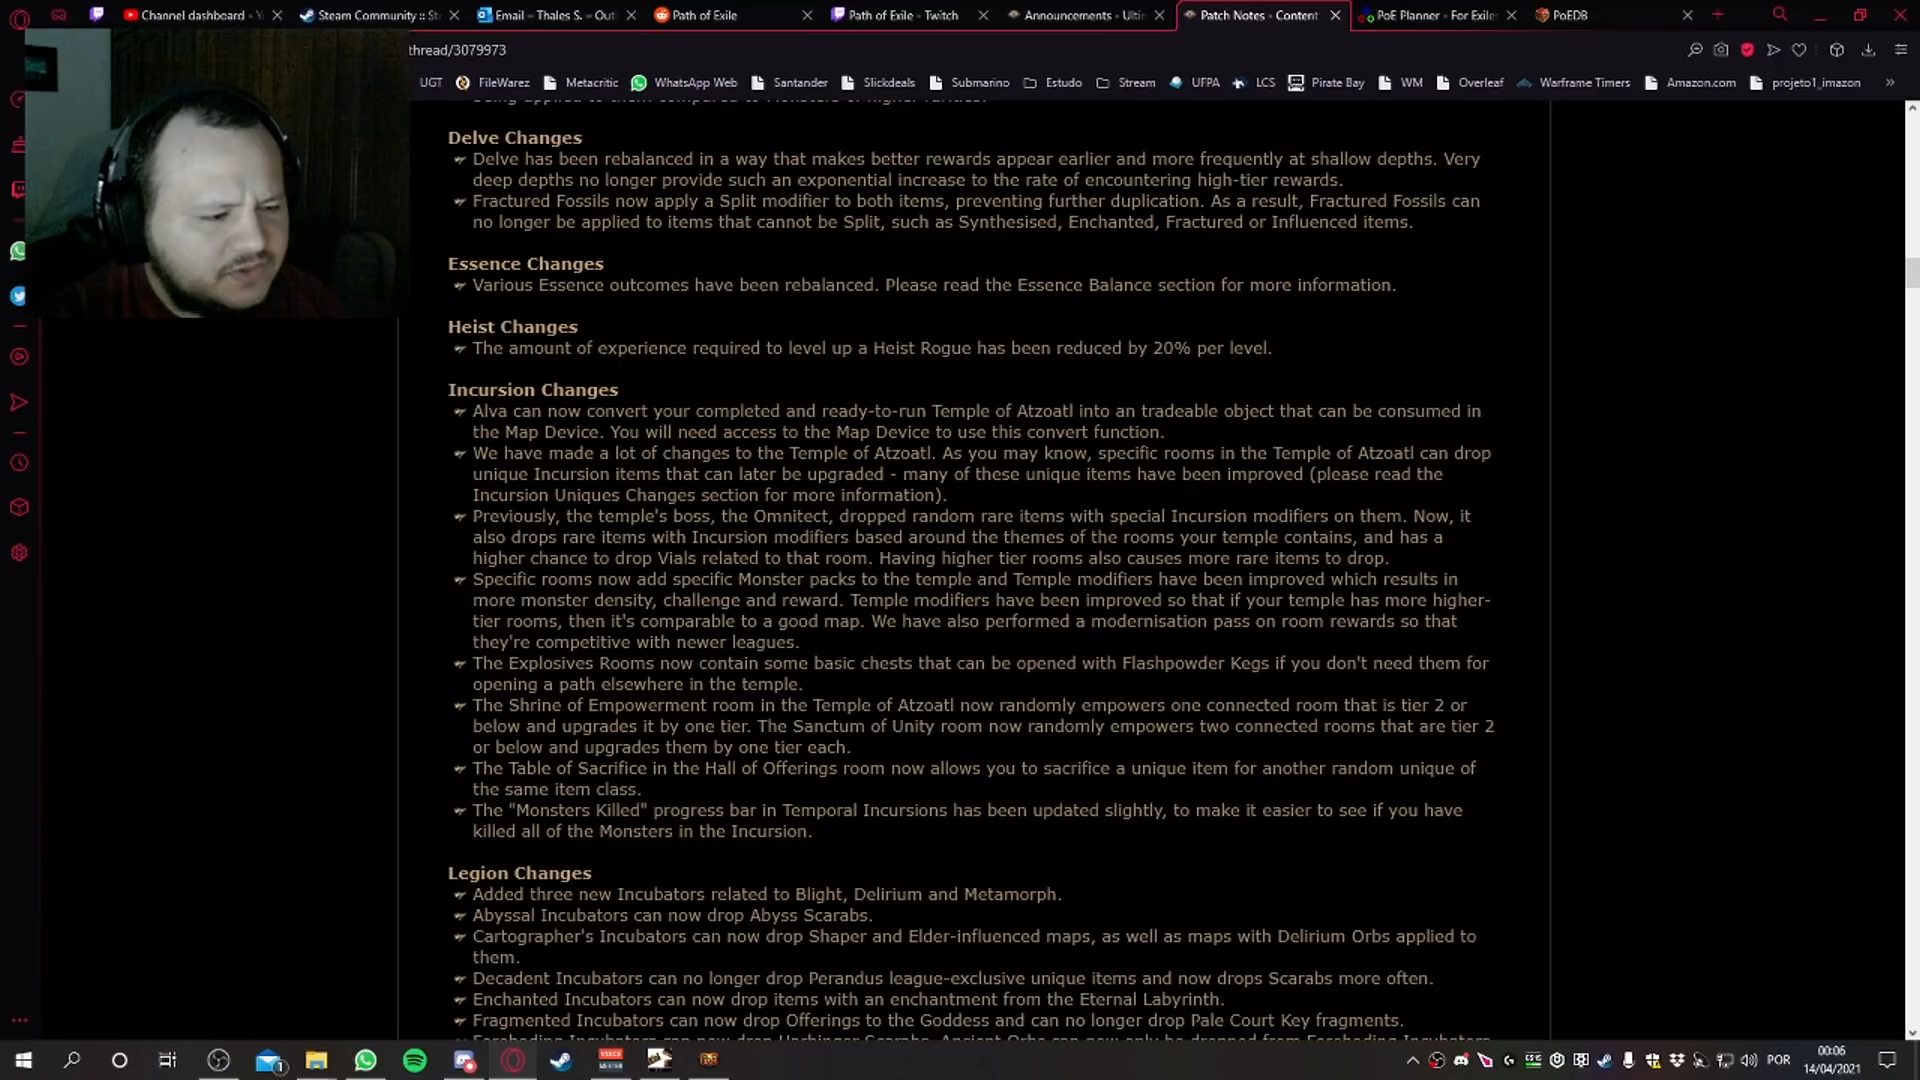 Channel dashboard - Y
Steam Community :: St
Email – Thales S. – Out
Path of Exile
Path of Exile - Twitch
Announcements - Ultin
Patch Notes - Content
PoE Planner - For Exile
PoEDB
thread/3079973
UGT
FileWarez
Metacritic
WhatsApp Web
Santander
Slickdeals
Submarino
Estudo
Stream
UFPA
LCS
Pirate Bay
WM
Overleaf
Warframe Timers
Amazon.com
projeto1_imazon
»
Delve Changes
Delve has been rebalanced in a way that makes better rewards appear earlier and more frequently at shallow depths. Very
deep depths no longer provide such an exponential increase to the rate of encountering high-tier rewards.
Fractured Fossils now apply a Split modifier to both items, preventing further duplication. As a result, Fractured Fossils can
no longer be applied to items that cannot be Split, such as Synthesised, Enchanted, Fractured or Influenced items.
Essence Changes
Various Essence outcomes have been rebalanced. Please read the Essence Balance section for more information.
Heist Changes
The amount of experience required to level up a Heist Rogue has been reduced by 20% per level.
Incursion Changes
Alva can now convert your completed and ready-to-run Temple of Atzoatl into an tradeable object that can be consumed in
the Map Device. You will need access to the Map Device to use this convert function.
We have made a lot of changes to the Temple of Atzoatl. As you may know, specific rooms in the Temple of Atzoatl can drop
unique Incursion items that can later be upgraded - many of these unique items have been improved (please read the
Incursion Uniques Changes section for more information).
Previously, the temple's boss, the Omnitect, dropped random rare items with special Incursion modifiers on them. Now, it
also drops rare items with Incursion modifiers based around the themes of the rooms your temple contains, and has a
higher chance to drop Vials related to that room. Having higher tier rooms also causes more rare items to drop.
Specific rooms now add specific Monster packs to the temple and Temple modifiers have been improved which results in
more monster density, challenge and reward. Temple modifiers have been improved so that if your temple has more higher-
tier rooms, then it's comparable to a good map. We have also performed a modernisation pass on room rewards so that
they're competitive with newer leagues.
The Explosives Rooms now contain some basic chests that can be opened with Flashpowder Kegs if you don't need them for
opening a path elsewhere in the temple.
The Shrine of Empowerment room in the Temple of Atzoatl now randomly empowers one connected room that is tier 2 or
below and upgrades it by one tier. The Sanctum of Unity room now randomly empowers two connected rooms that are tier 2
or below and upgrades them by one tier each.
The Table of Sacrifice in the Hall of Offerings room now allows you to sacrifice a unique item for another random unique of
the same item class.
The "Monsters Killed" progress bar in Temporal Incursions has been updated slightly, to make it easier to see if you have
killed all of the Monsters in the Incursion.
Legion Changes
Added three new Incubators related to Blight, Delirium and Metamorph.
Abyssal Incubators can now drop Abyss Scarabs.
Cartographer's Incubators can now drop Shaper and Elder-influenced maps, as well as maps with Delirium Orbs applied to
them.
Decadent Incubators can no longer drop Perandus league-exclusive unique items and now drops Scarabs more often.
Enchanted Incubators can now drop items with an enchantment from the Eternal Labyrinth.
Fragmented Incubators can now drop Offerings to the Goddess and can no longer drop Pale Court Key fragments.
POR
00:06
14/04/2021